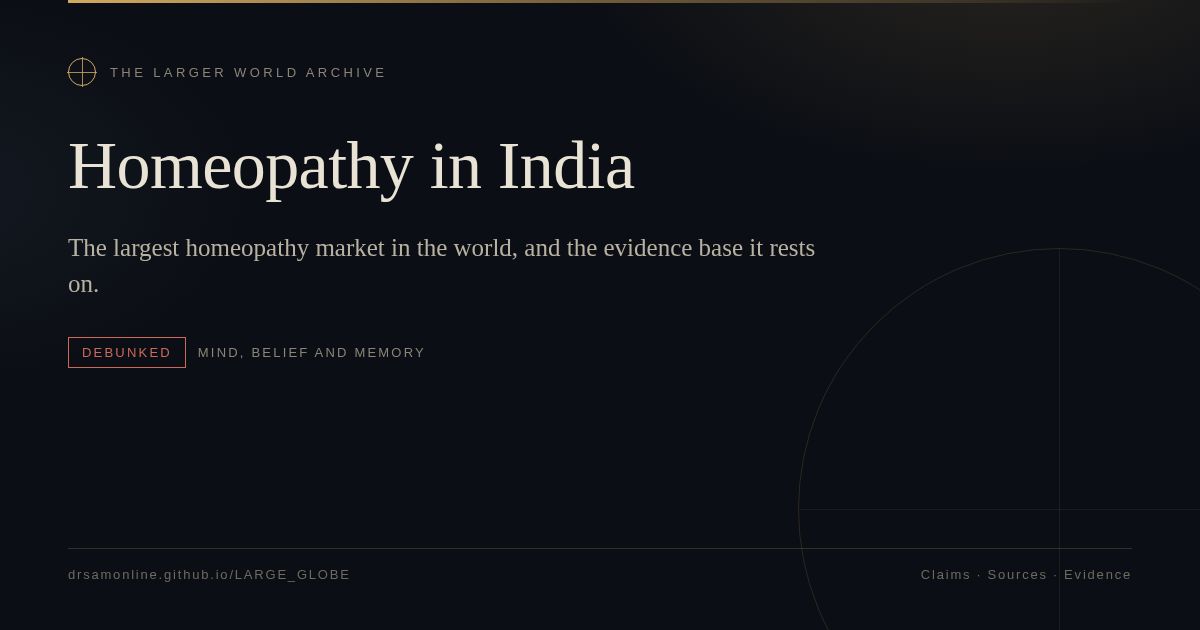 THE LARGER WORLD ARCHIVE
Homeopathy in India
The largest homeopathy market in the world, and the evidence base it rests
on.
DEBUNKED MIND, BELIEF AND MEMORY
drsamonline.github.io/LARGE_GLOBE Claims · Sources · Evidence